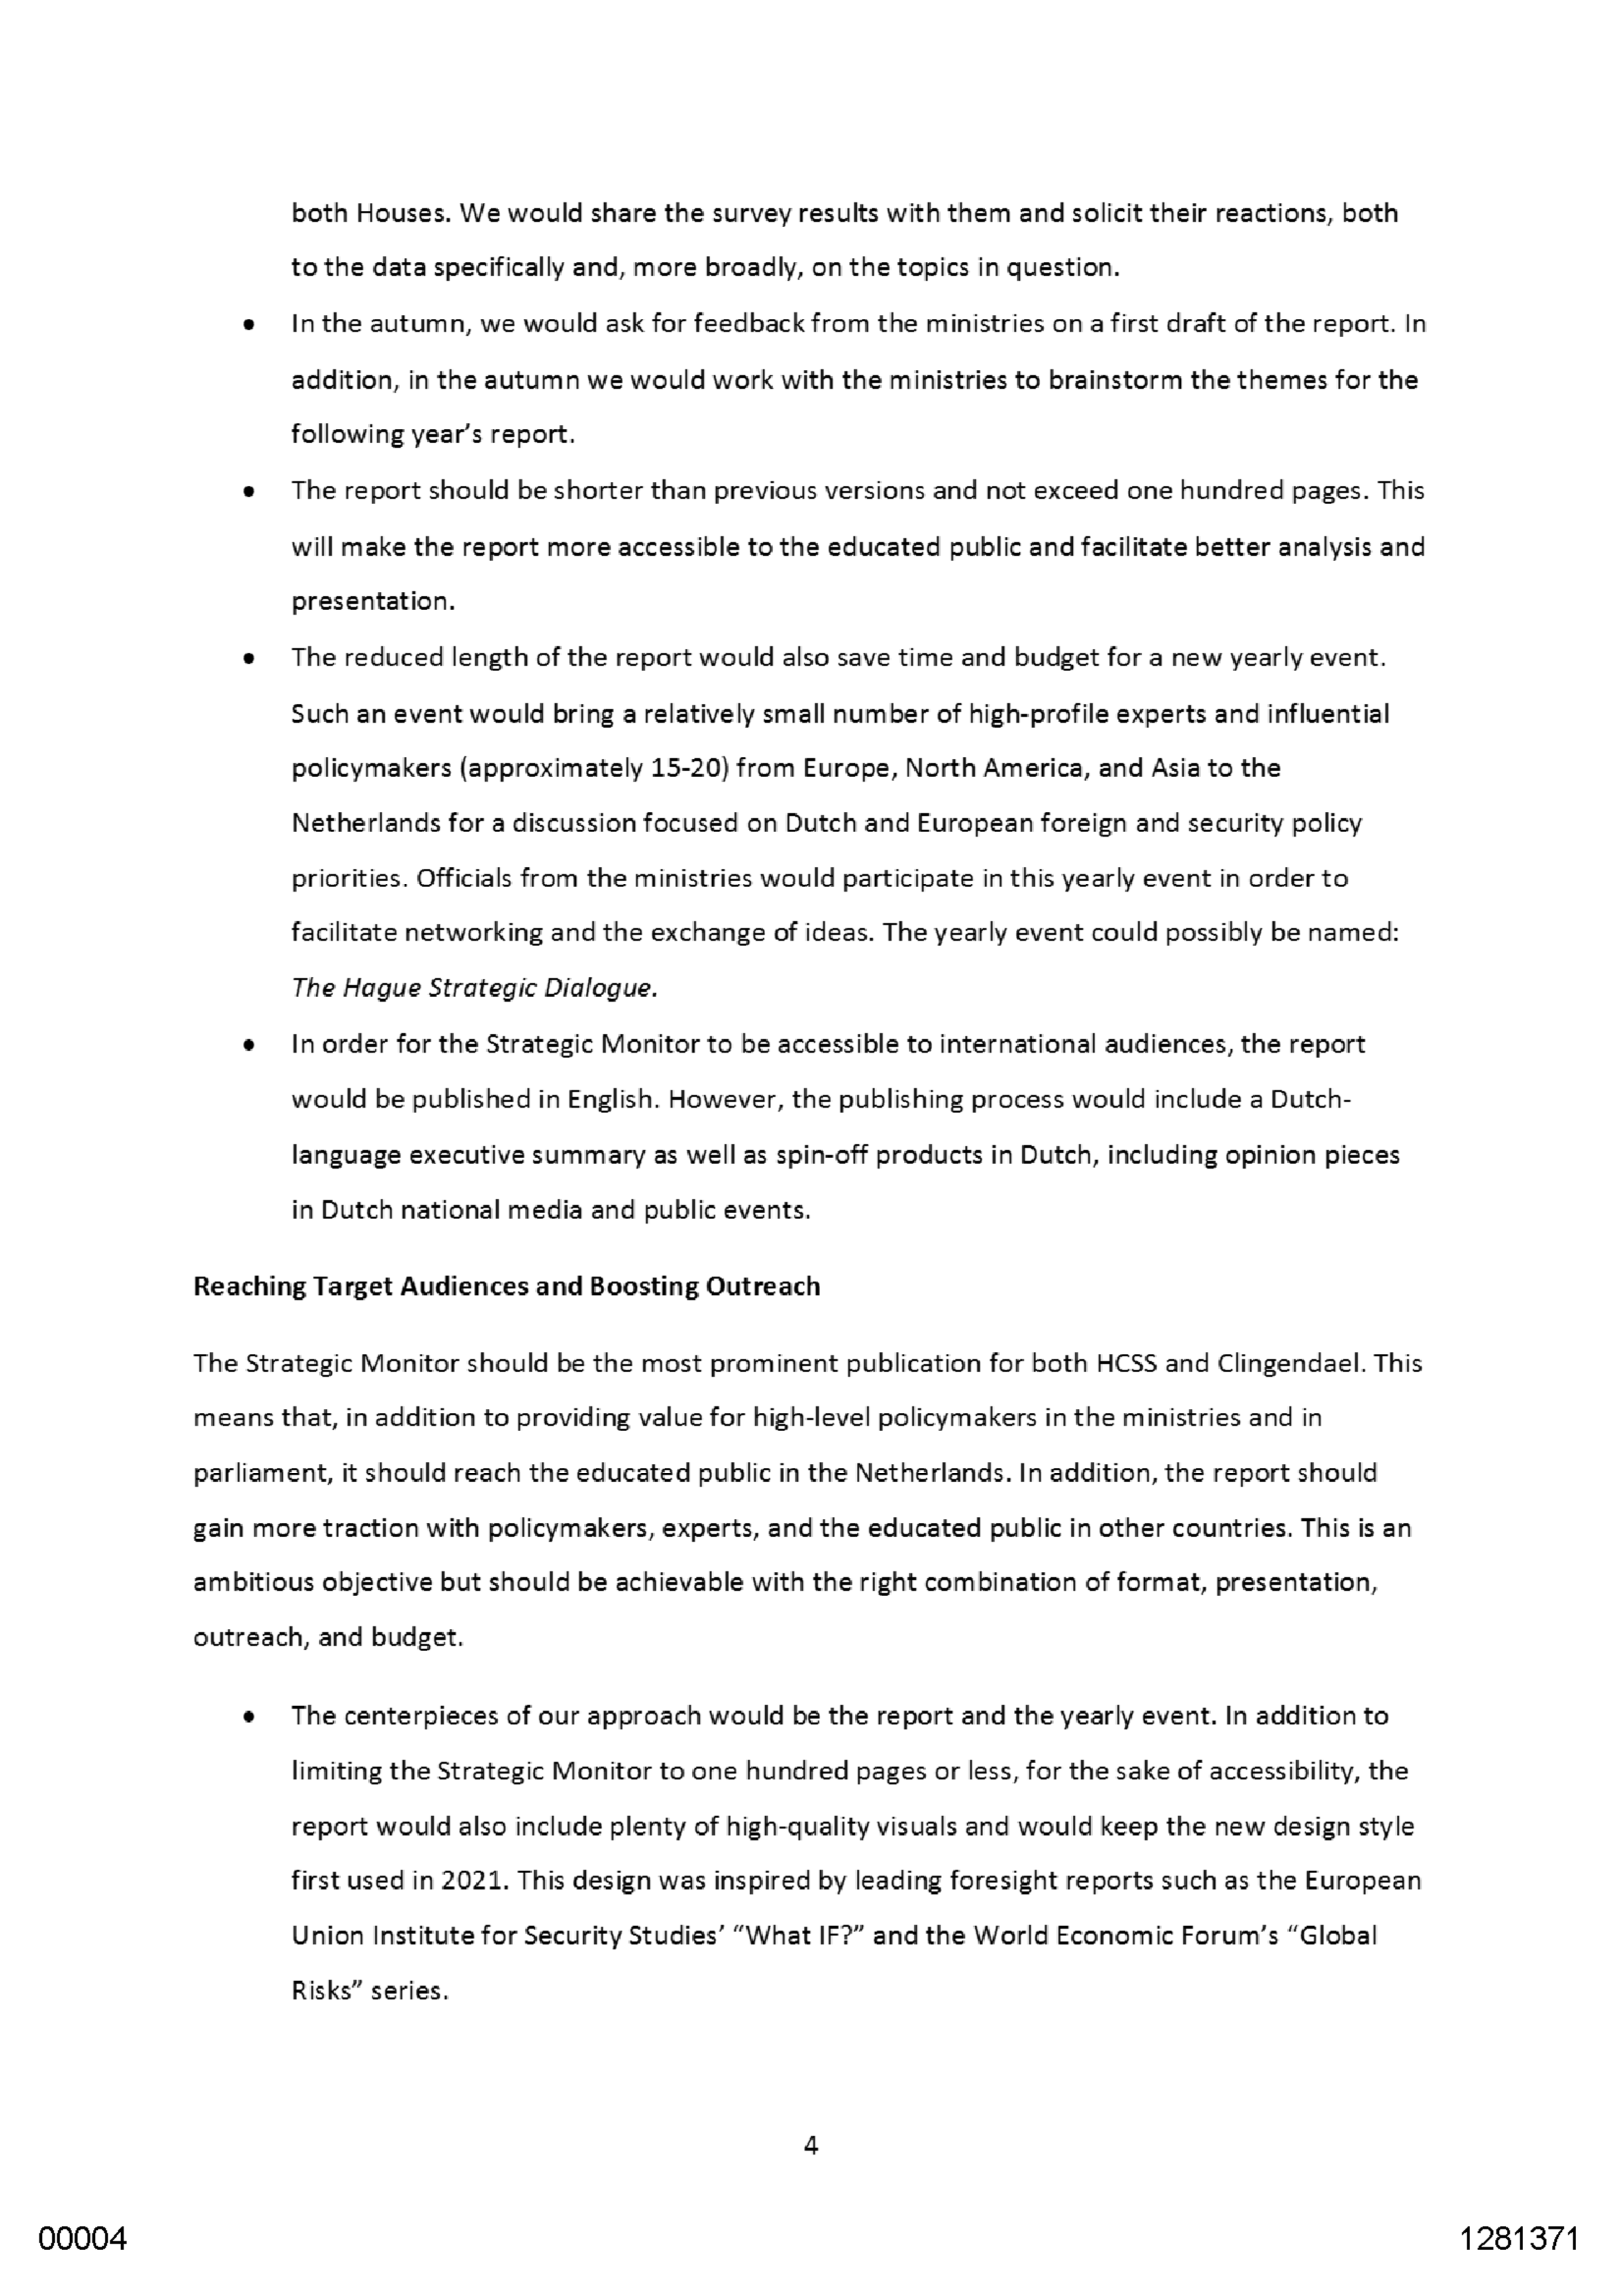 both Houses. We would share the survey results with them and solicit their reactions, both
to the data specifically and, more broadly, on the topics in question.
• In the autumn, we would ask for feedback from the ministries on a first draft of the report. In
addition, in the autumn we would work with the ministries to brainstorm the themes for the
following year’s report.
• The report should be shorter than previous versions and not exceed one hundred pages. This
will make the report more accessible to the educated public and facilitate better analysis and
presentation.
• The reduced length of the report would also save time and budget for a new yearly event.
Such an event would bring a relatively small number of high-profile experts and influential
policymakers (approximately 15-20) from Europe, North America, and Asia to the
Netherlands for a discussion focused on Dutch and European foreign and security policy
priorities. Officials from the ministries would participate in this yearly event in order to
facilitate networking and the exchange of ideas. The yearly event could possibly be named:
The Hague Strategic Dialogue.
• In order for the Strategic Monitor to be accessible to international audiences, the report
would be published in English. However, the publishing process would include a Dutch-
language executive summary as well as spin-off products in Dutch, including opinion pieces
in Dutch national media and public events.
Reaching Target Audiences and Boosting Outreach
The Strategic Monitor should be the most prominent publication for both HCSS and Clingendael. This
means that, in addition to providing value for high-level policymakers in the ministries and in
parliament, it should reach the educated public in the Netherlands. In addition, the report should
gain more traction with policymakers, experts, and the educated public in other countries. This is an
ambitious objective but should be achievable with the right combination of format, presentation,
outreach, and budget.
• The centerpieces of our approach would be the report and the yearly event. In addition to
limiting the Strategic Monitor to one hundred pages or less, for the sake of accessibility, the
report would also include plenty of high-quality visuals and would keep the new design style
first used in 2021. This design was inspired by leading foresight reports such as the European
Union Institute for Security Studies’ “What IF?” and the World Economic Forum’s “Global
Risks” series.
4
00004
1281371